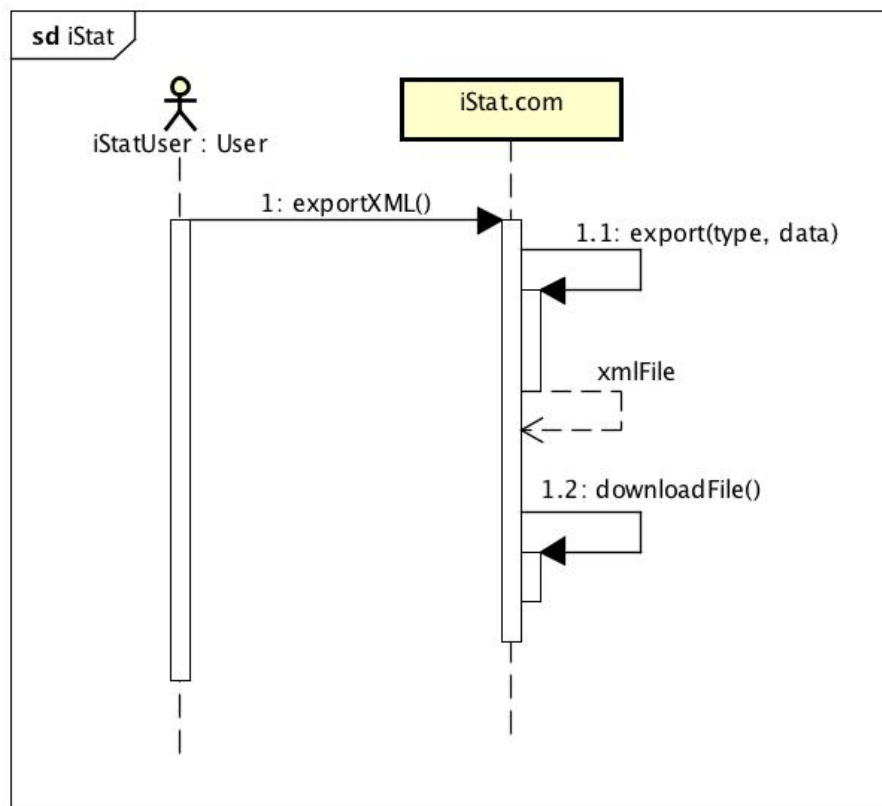 sd iStat
iStatUser : User
iStat.com
1: exportXML()
1.1: export(type, data)
xmlFile
1.2: downloadFile()